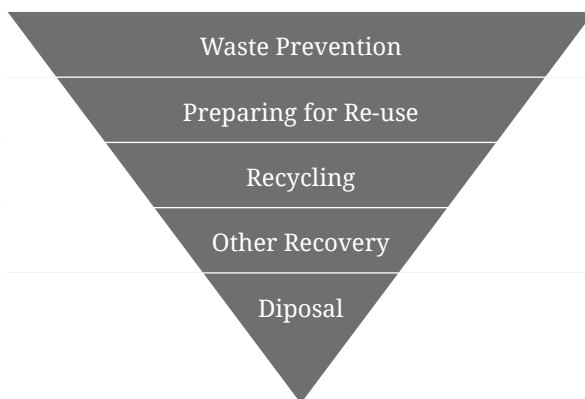 Waste Prevention
Preparing for Re-use
Recycling
Other Recovery
Diposal